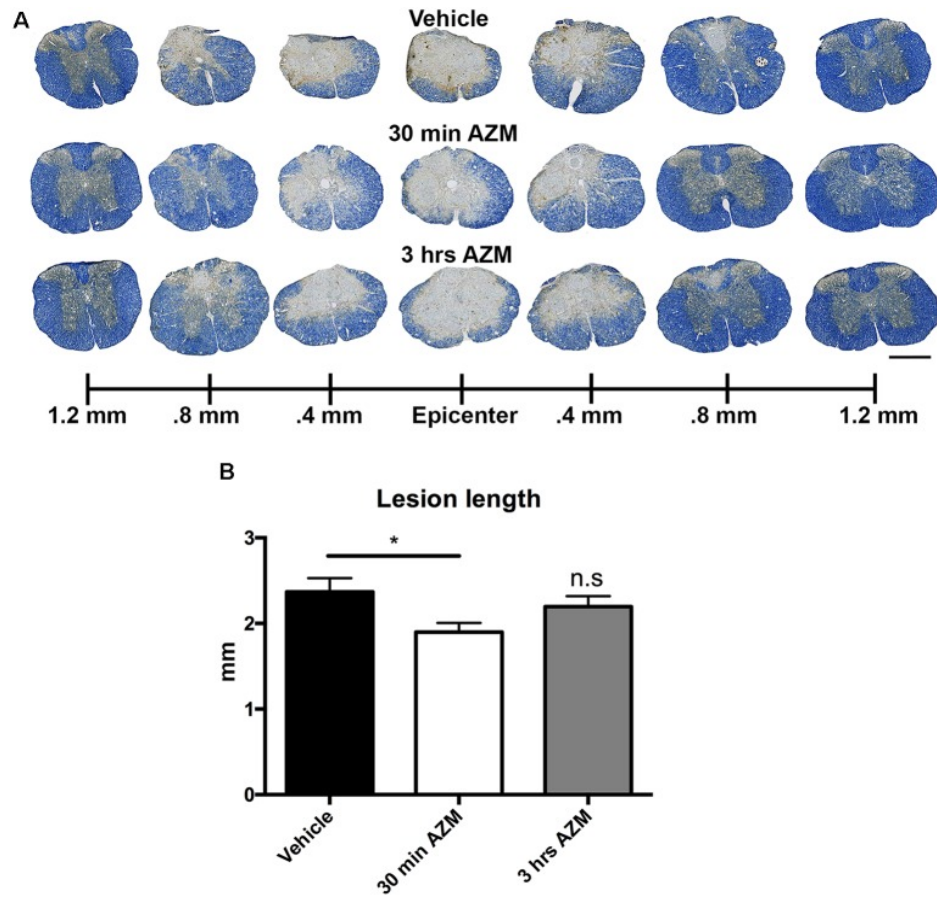 A
Vehicle
30 min AZM
3 hrs AZM
1.2 mm .8 mm .4 mm Epicenter .4 mm .8 mm 1.2 mm
B
Lesion length
3
2
1
0
mm
*
n.s
Vehicle
30 min AZM
3 hrs AZM